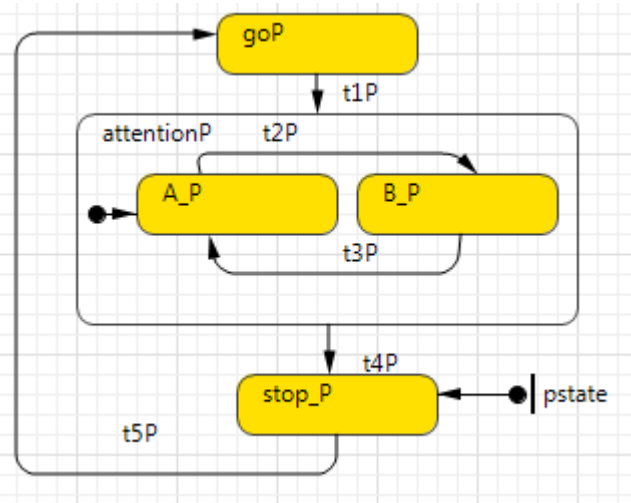 goP
t1P
attentionP
t2P
A_P
B_P
t3P
t4P
stop_P
pstate
t5P